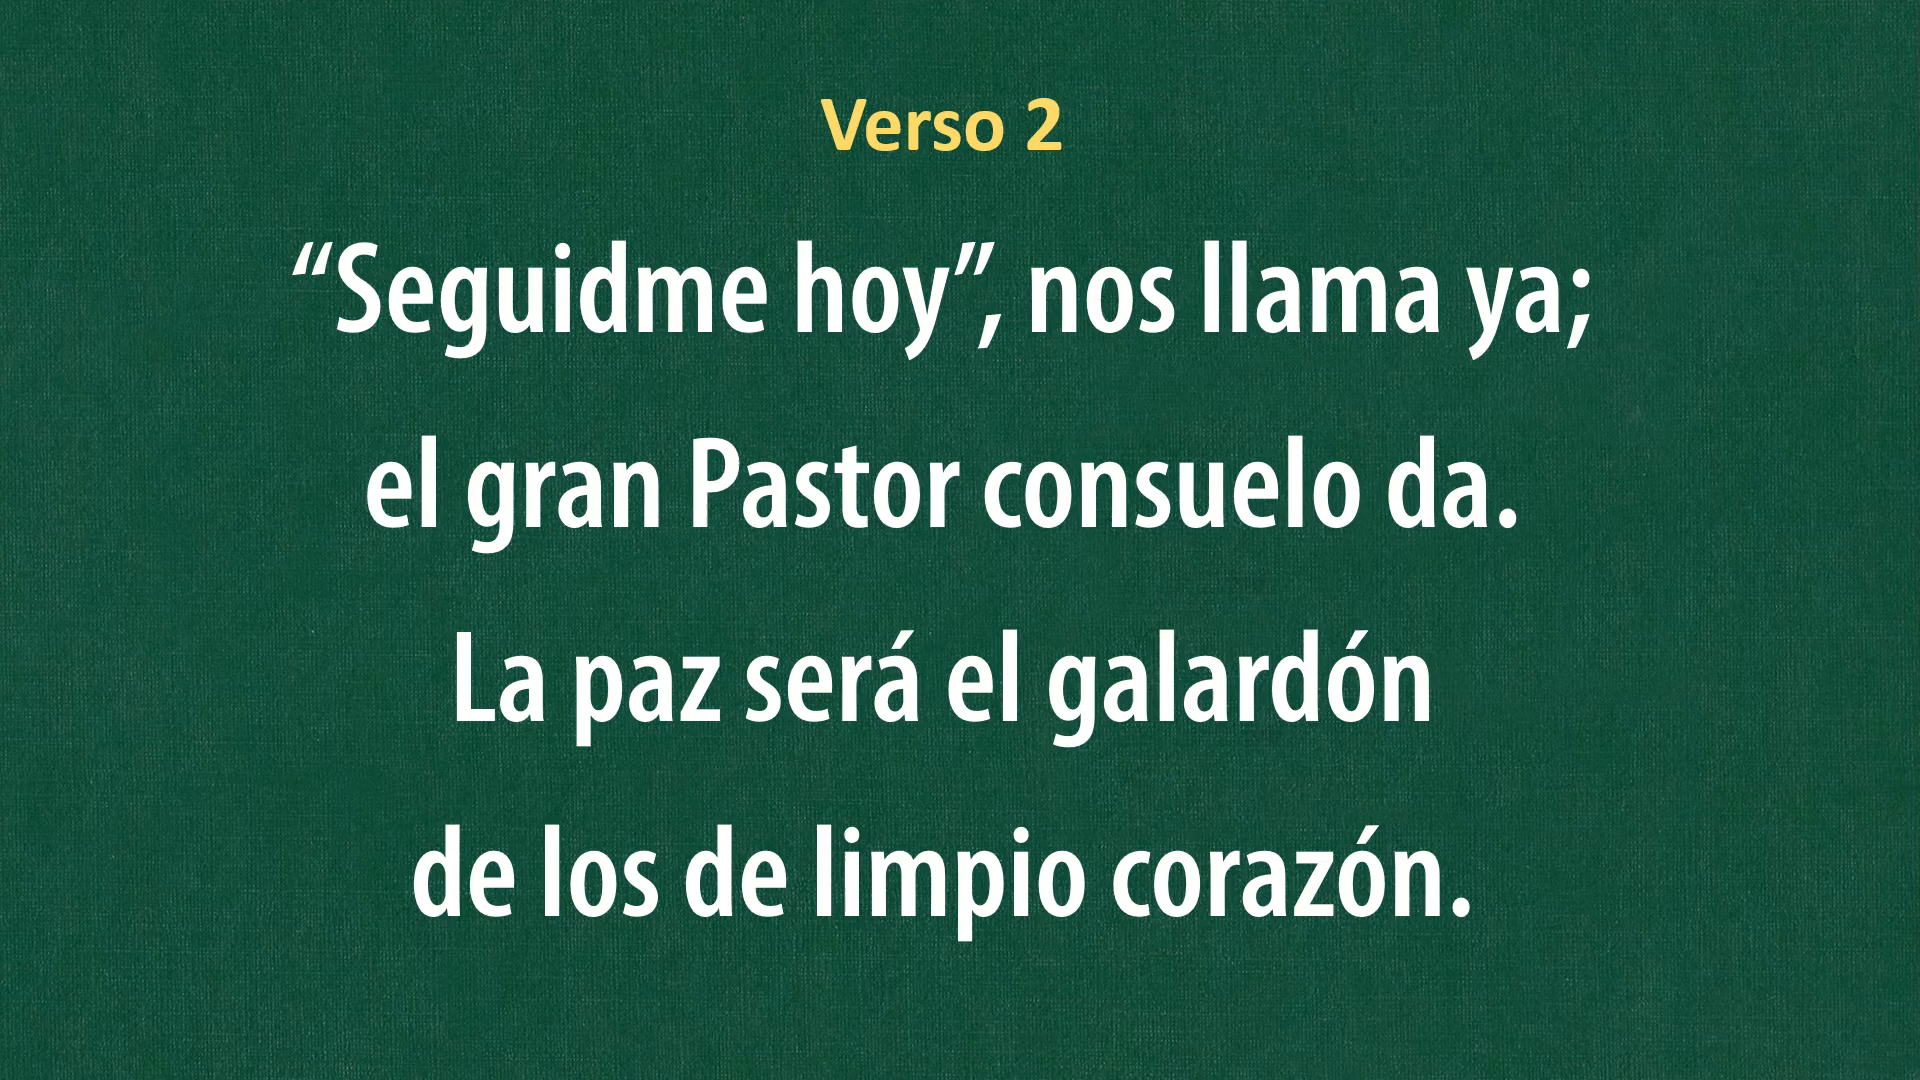 Verso 2
“Seguidme hoy”, nos llama ya;
el gran Pastor consuelo da.
La paz será el galardón
de los de limpio corazón.